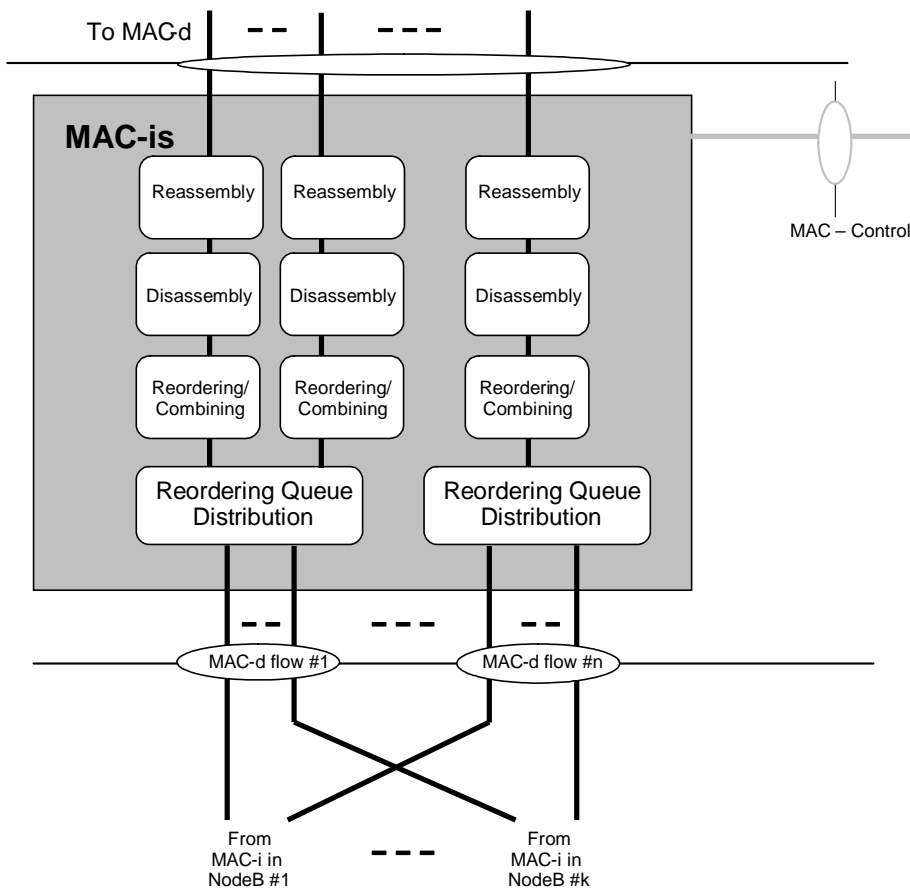 To MAC-d
MAC-is
Reassembly
Reassembly
Reassembly
MAC – Control
Disassembly
Disassembly
Disassembly
Reordering/
Combining
Reordering/
Combining
Reordering/
Combining
Reordering Queue
Distribution
Reordering Queue
Distribution
MAC-d flow #1
MAC-d flow #n
From
MAC-i in
NodeB #1
From
MAC-i in
NodeB #k